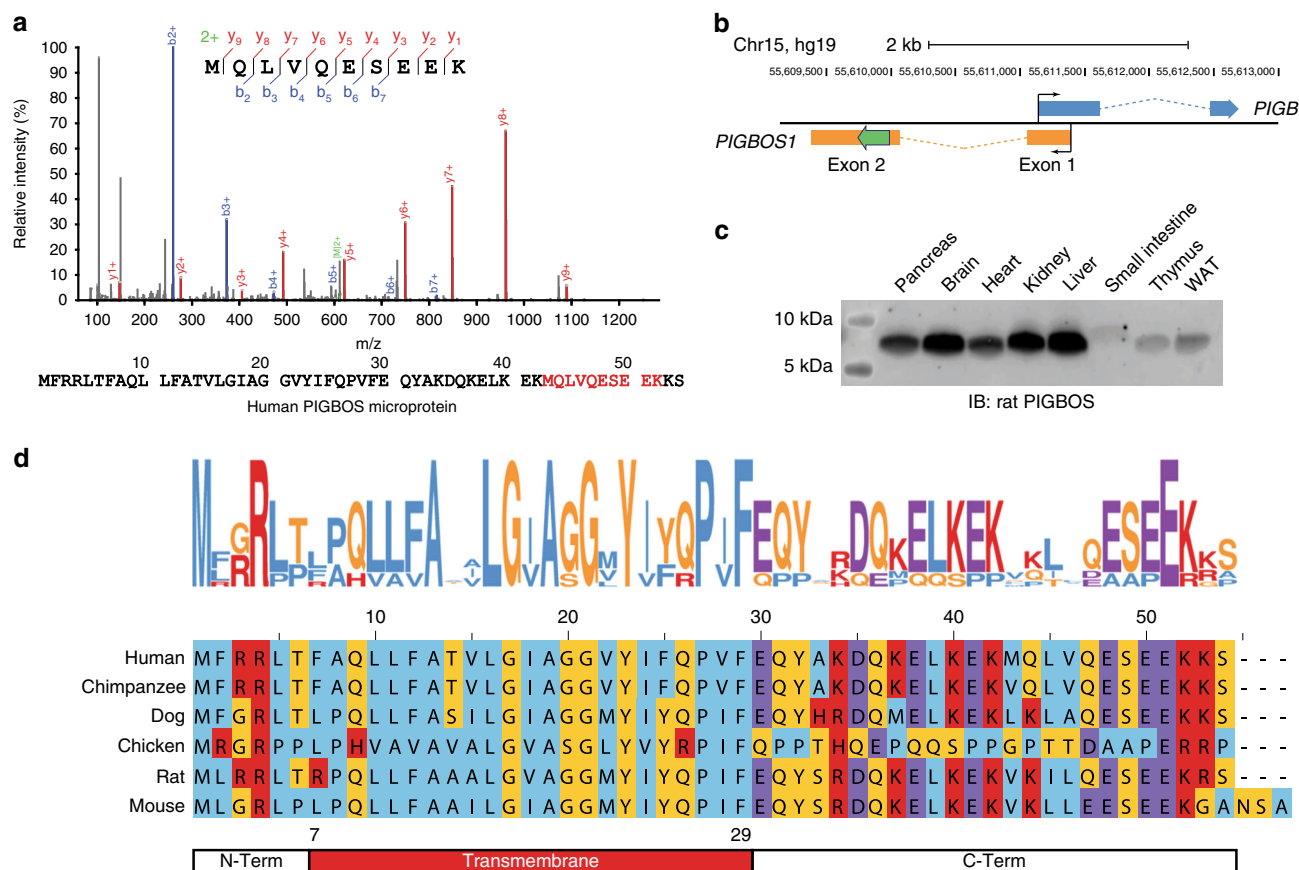 a
2+ y9 y8 y7 y6 y5 y4 y3 y2 y1
M Q L V Q E S E E K
b2 b3 b4 b5 b6 b7
Relative intensity (%)
100
90
80
70
60
50
40
30
20
10
0
y1+ y2+ b2+ b3+ y3+ b4+ y4+ b5+ [M]2+ y5+ b6+ y6+ b7+ y7+ y8+ y9+
100 200 300 400 500 600 700 800 900 1000 1100 1200
m/z
10 20 30 40 50
MFRRLTFAQL LFATVLGIAG GVYIFQPVFE QYAKDQKELK EKMQLVQESE EKKS
Human PIGBOS microprotein
b
Chr15, hg19 2 kb
55,609,500 55,610,000 55,610,500 55,611,000 55,611,500 55,612,000 55,612,500 55,613,000
PIGB
PIGBOS1
Exon 2 Exon 1
c
Pancreas Brain Heart Kidney Liver Small intestine Thymus WAT
10 kDa
5 kDa
IB: rat PIGBOS
d
10 20 30 40 50
Human MFRRLTFAQLLFATVLGIAGGVYIFQPVFEQYAKDQKELKEKMQLVQESEEKKS---
Chimpanzee MFRRLTFAQLLFATVLGIAGGVYIFQPVFEQYAKDQKELKEKVQLVQESEEKKS---
Dog MFGRLTLPQLLFASILGIAGGMYIYQPIFEQYHRDQMELKEKLKLAQESEEKKS---
Chicken MRGRPPLPHVAVAVALGVASGLYVYRPIFQPPTHQEPQQSPPGPTTDAAPERRP---
Rat MLRRLTRPQLLFAAALGVAGGMYIYQPIFEQYSRDQKELKEKVKILQESEEKRS---
Mouse MLGRLPLPQLLFAAILGIAGGMYIYQPIFEQYSRDQKELKEKVKLLEESEEKGANSA
7 29
N-Term Transmembrane C-Term